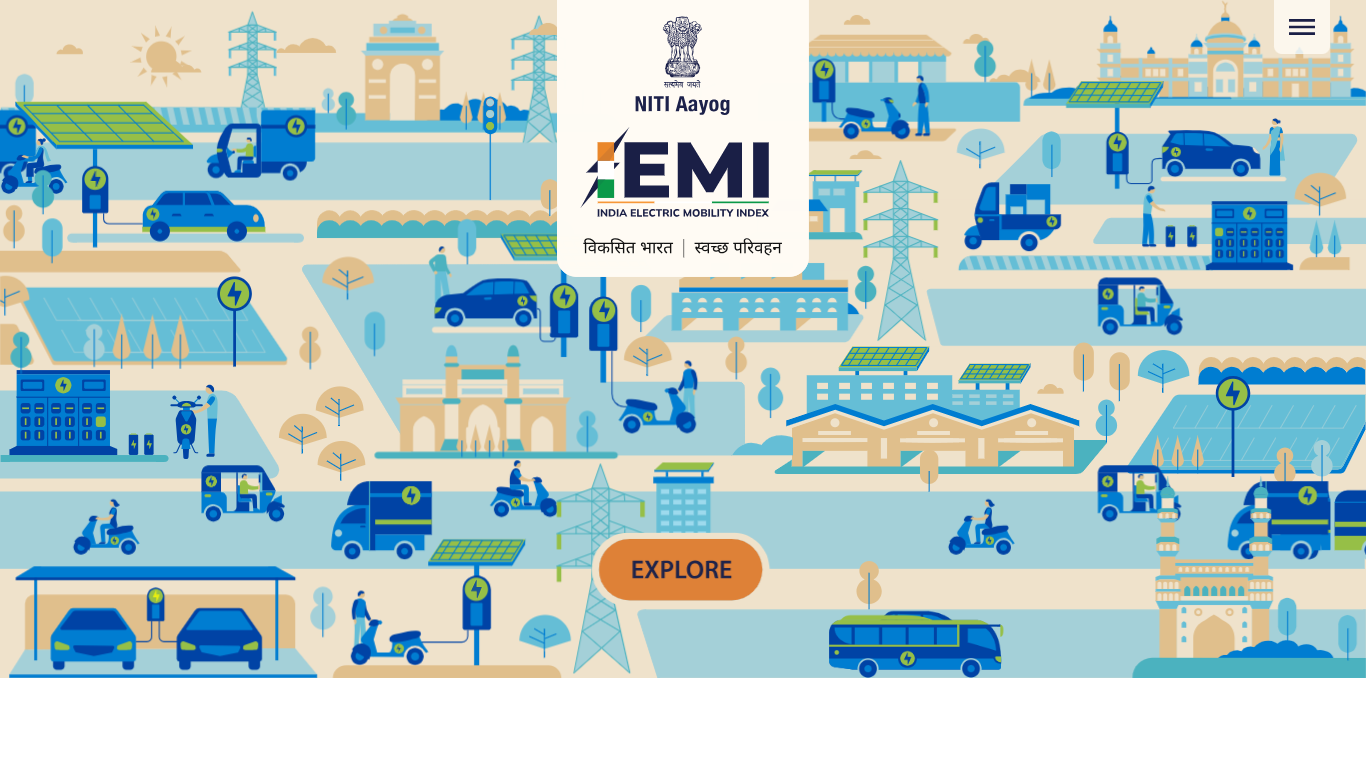 सत्यमेव जयते
NITI Aayog
EMI
INDIA ELECTRIC MOBILITY INDEX
विकसित भारत | स्वच्छ परिवहन
EXPLORE